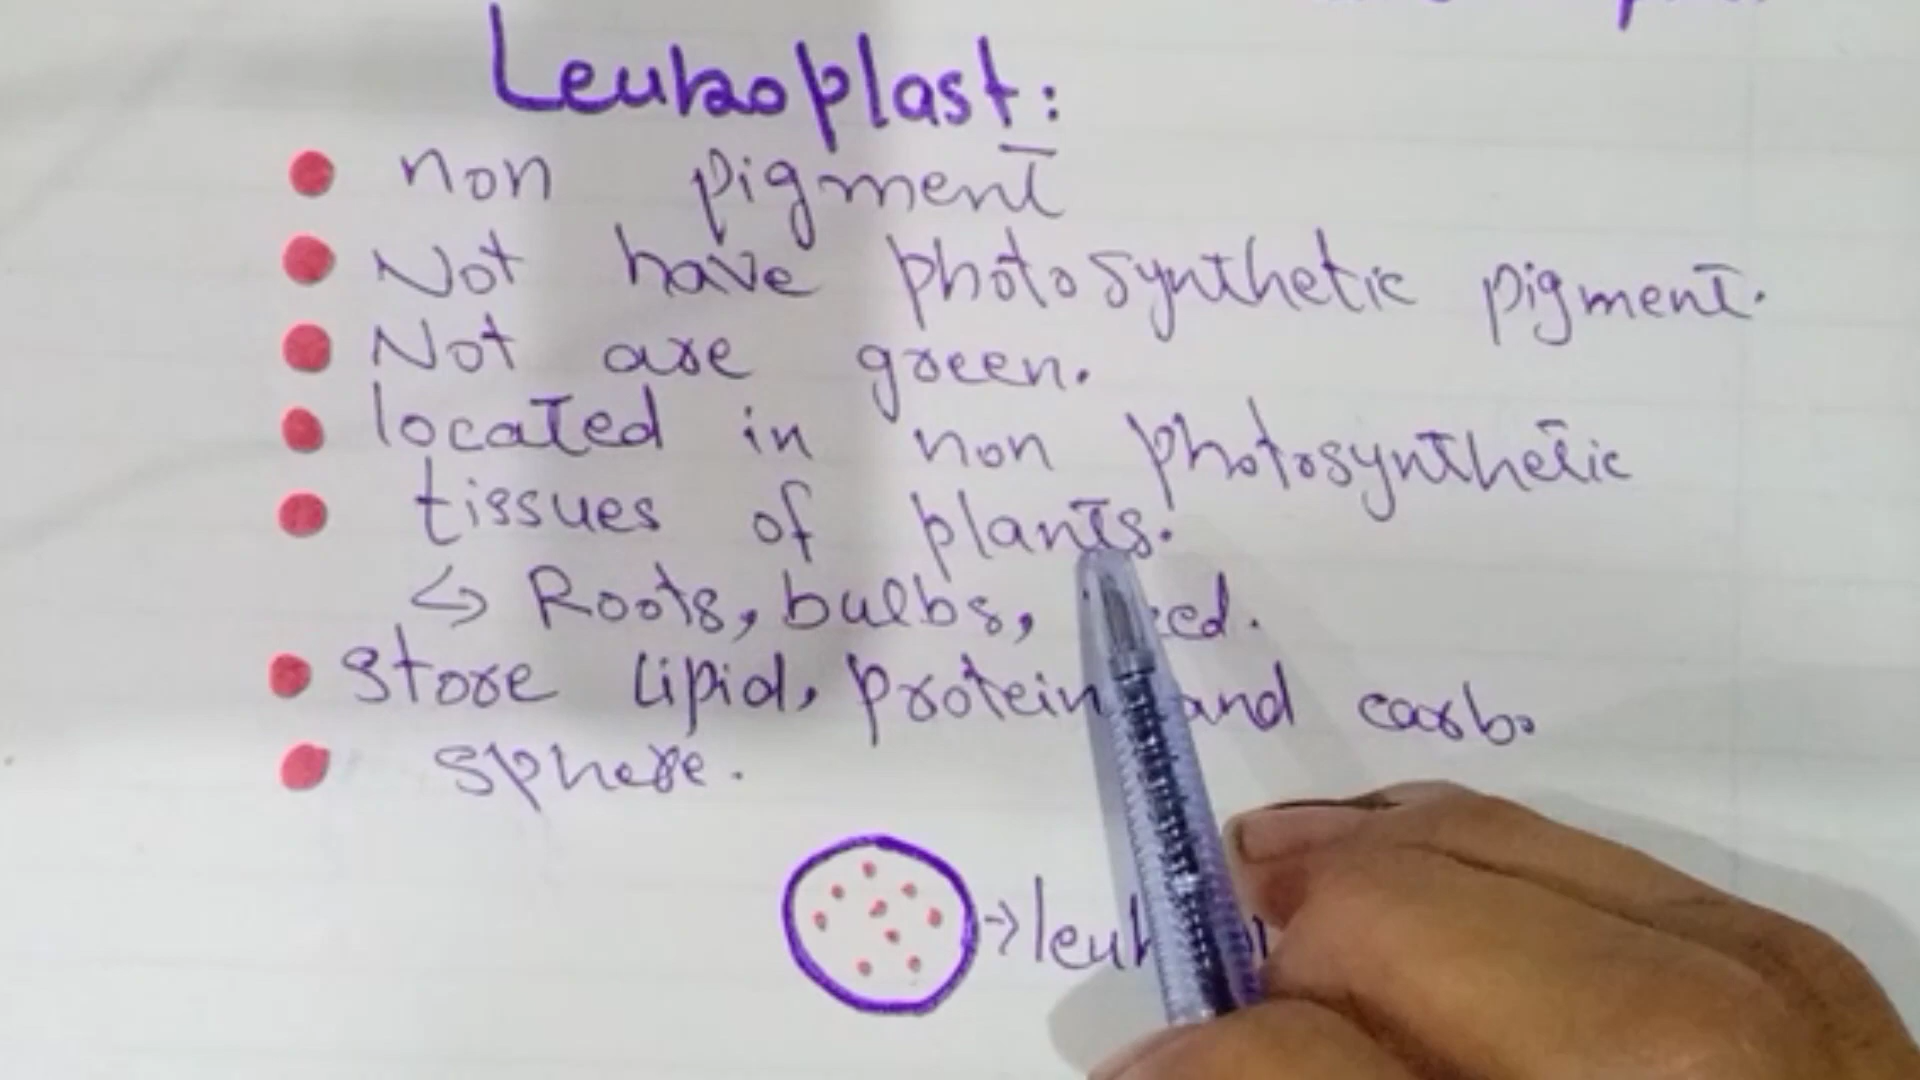 Leukoplast:
non pigment
Not have photosynthetic pigment.
Not are green.
located in non photosynthetic
tissues of plants.
↪ Roots, bulbs,
Store lipid, protein and carb.
sphere.
→